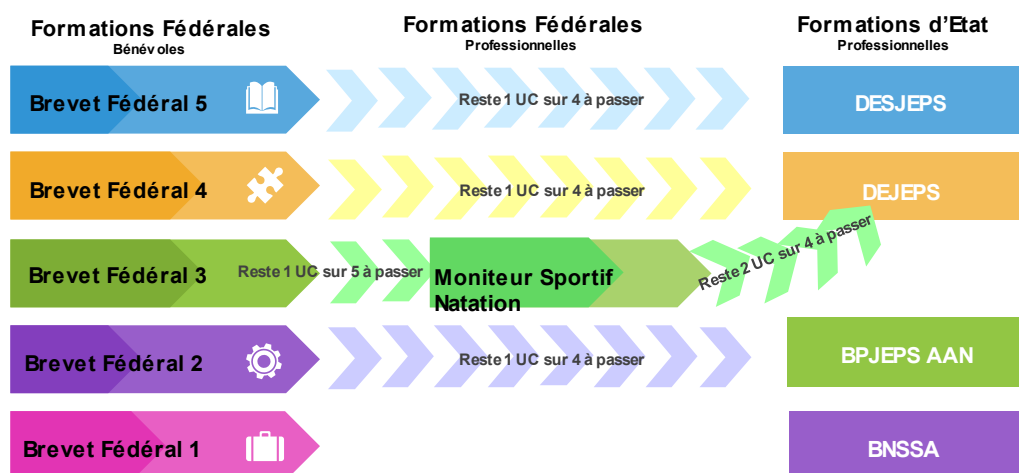 Formations Fédérales
Bénévoles
Formations Fédérales
Professionnelles
Formations d'Etat
Professionnelles
Brevet Fédéral 5
Reste 1 UC sur 4 à passer
DESJEPS
Brevet Fédéral 4
Reste 1 UC sur 4 à passer
DEJEPS
Brevet Fédéral 3
Reste 1 UC sur 5 à passer
Moniteur Sportif
Natation
Reste 2 UC sur 4 à passer
Brevet Fédéral 2
Reste 1 UC sur 4 à passer
BPJEPS AAN
Brevet Fédéral 1
BNSSA